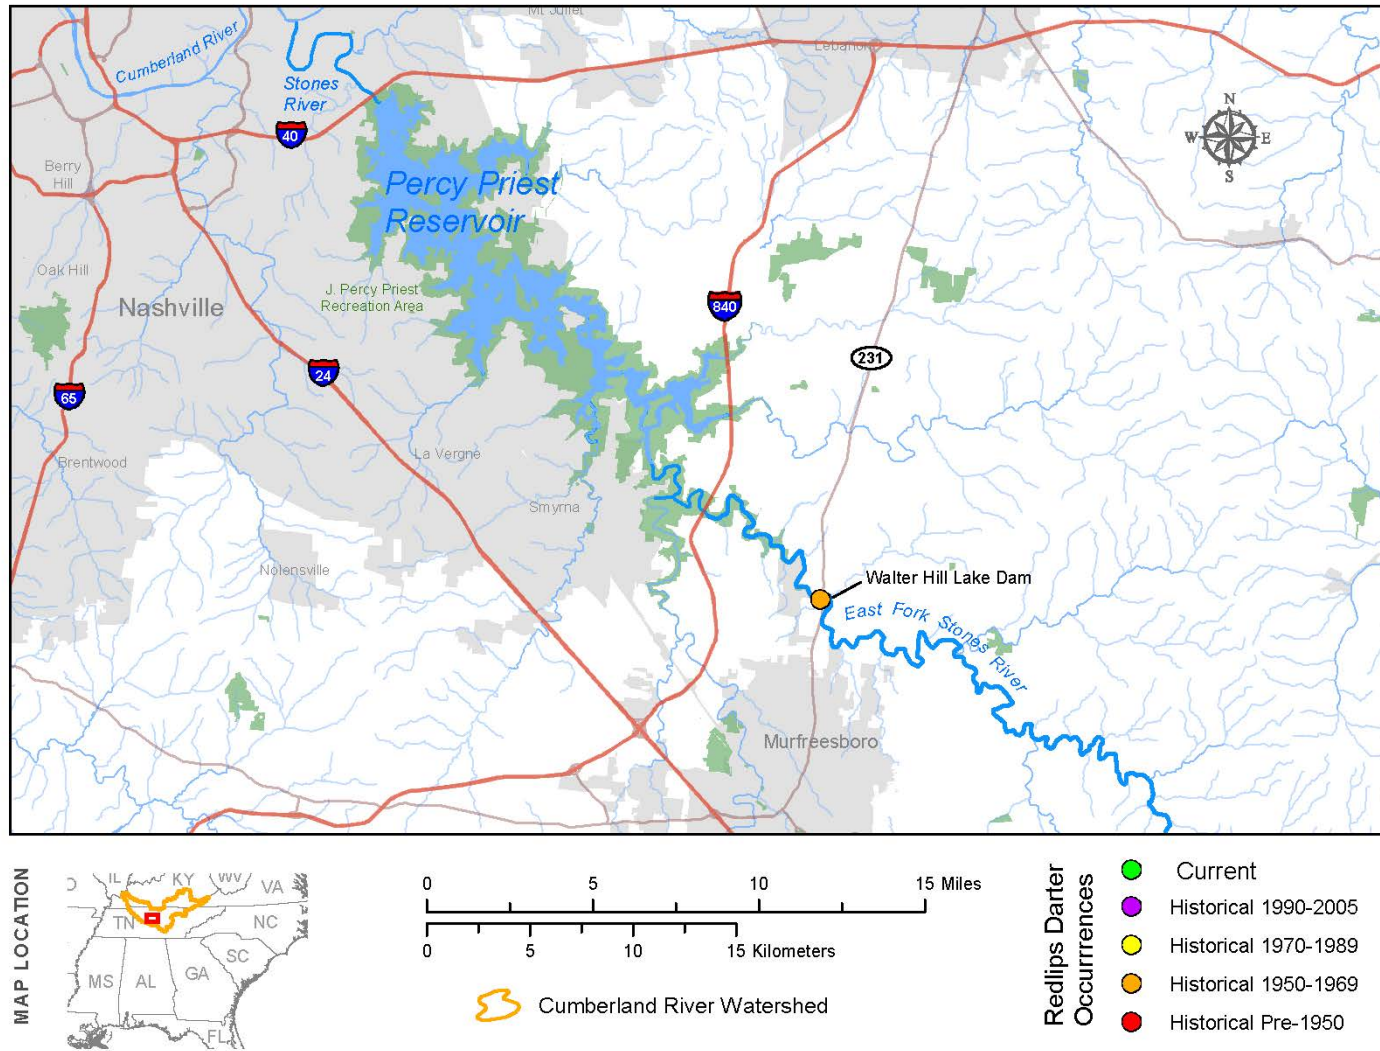 Mt Juliet
Cumberland River
Stones
River
Lebanon
40
N
W E
S
Berry
Hill
Percy Priest
Reservoir
Oak Hill
Nashville
J. Percy Priest
Recreation Area
840
231
24
65
Brentwood
La Vergne
Smyrna
Nolensville
Walter Hill Lake Dam
East Fork Stones River
Murfreesboro
MAP LOCATION
IL
KY
WV
VA
TN
NC
SC
MS
AL
GA
FL
0 5 10 15 Miles
0 5 10 15 Kilometers
Cumberland River Watershed
Redlips Darter
Occurrrences
Current
Historical 1990-2005
Historical 1970-1989
Historical 1950-1969
Historical Pre-1950